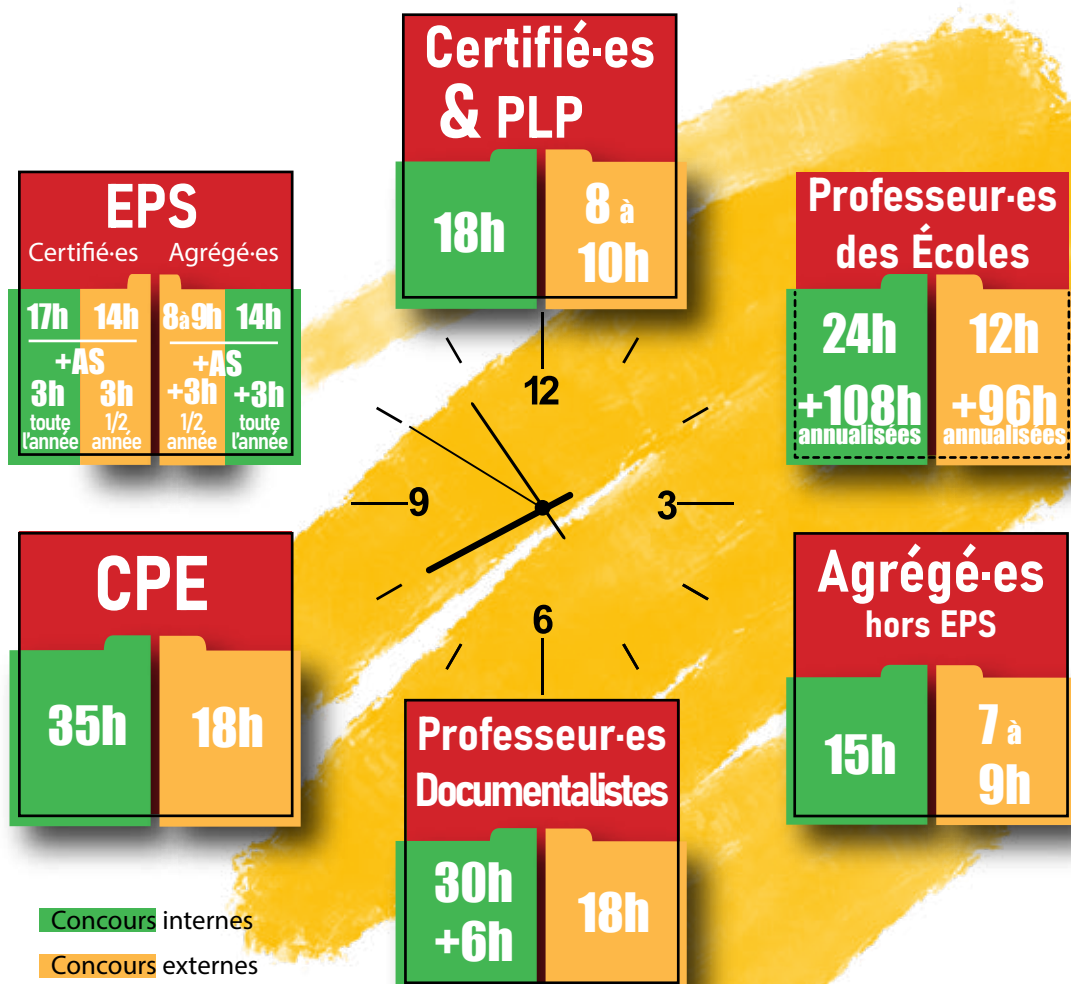 Certifié·es
& PLP
18h
8 à
10h
EPS
Certifié·es Agrégé·es
17h 14h 8à9h 14h
+AS +AS
3h 3h +3h +3h
toute 1/2 1/2 toute
l'année année année l'année
Professur·es
des Écoles
24h 12h
+108h +96h
annualisées annualisées
12
9
3
6
CPE
35h 18h
Agrégé·es
hors EPS
15h
7 à
9h
Professeur·es
Documentalistes
30h
+6h
18h
Concours internes
Concours externes